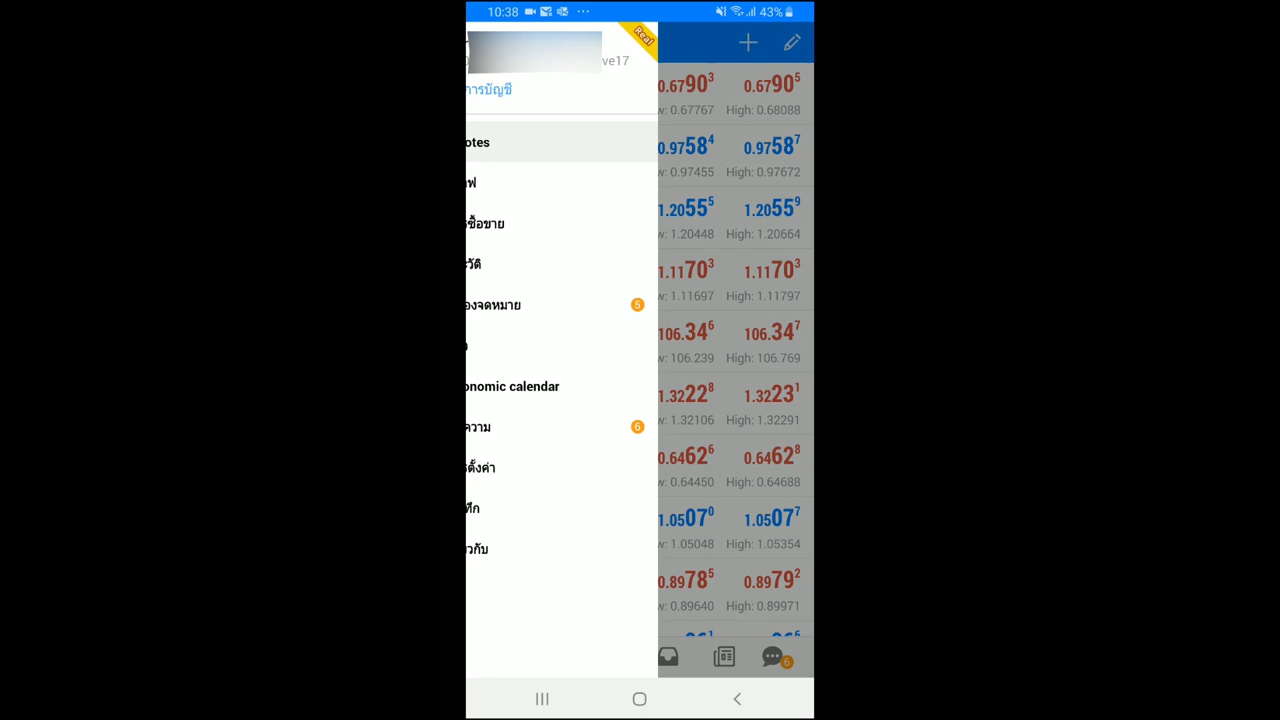 10:38 43%
Real
ve17
การบัญชี
otes
ฟ
ซื้อขาย
วัติ
องจดหมาย 5
onomic calendar
ความ 6
ตั้งค่า
ทึก
วกับ
0.6790³ 0.6790⁵
w: 0.67767 High: 0.68088
0.9758⁴ 0.9758⁷
w: 0.97455 High: 0.97672
1.2055⁵ 1.2055⁹
w: 1.20448 High: 1.20664
1.1170³ 1.1170³
w: 1.11697 High: 1.11797
106.34⁶ 106.34⁷
w: 106.239 High: 106.769
1.3222⁸ 1.3223¹
w: 1.32106 High: 1.32291
0.6462⁶ 0.6462⁸
w: 0.64450 High: 0.64688
1.0507⁰ 1.0507⁷
w: 1.05048 High: 1.05354
0.8978⁵ 0.8979²
w: 0.89640 High: 0.89971
6